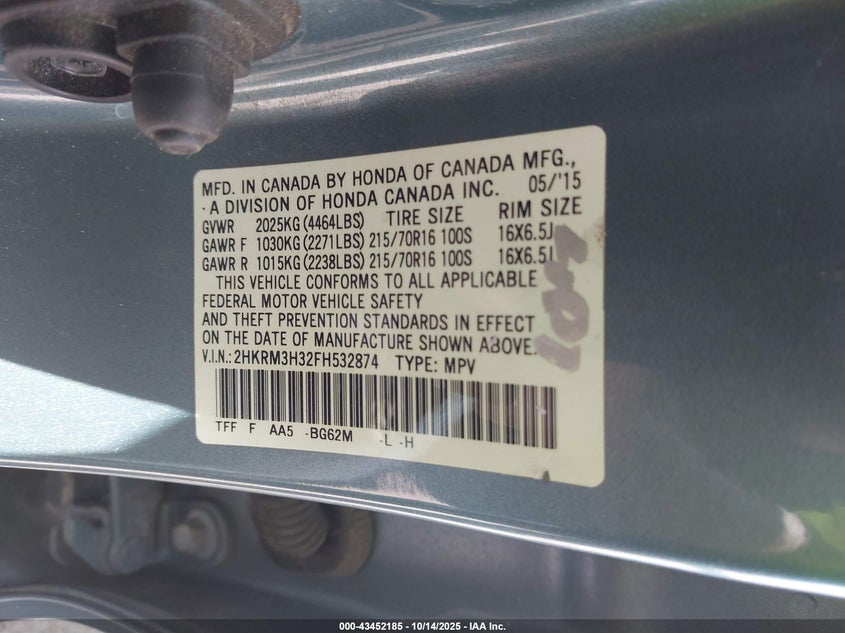 MFD. IN CANADA BY HONDA OF CANADA MFG.,
- A DIVISION OF HONDA CANADA INC. 05/'15
GVWR 2025KG(4464LBS) TIRE SIZE RIM SIZE
GAWR F 1030KG(2271LBS) 215/70R16 100S 16X6.5J
GAWR R 1015KG(2238LBS) 215/70R16 100S 16X6.5J
THIS VEHICLE CONFORMS TO ALL APPLICABLE
FEDERAL MOTOR VEHICLE SAFETY
AND THEFT PREVENTION STANDARDS IN EFFECT
ON THE DATE OF MANUFACTURE SHOWN ABOVE.
V.I.N.: 2HKRM3H32FH532874 TYPE: MPV
TFF F AA5 -BG62M -L -H
000-43452185 - 10/14/2025 - IAA Inc.